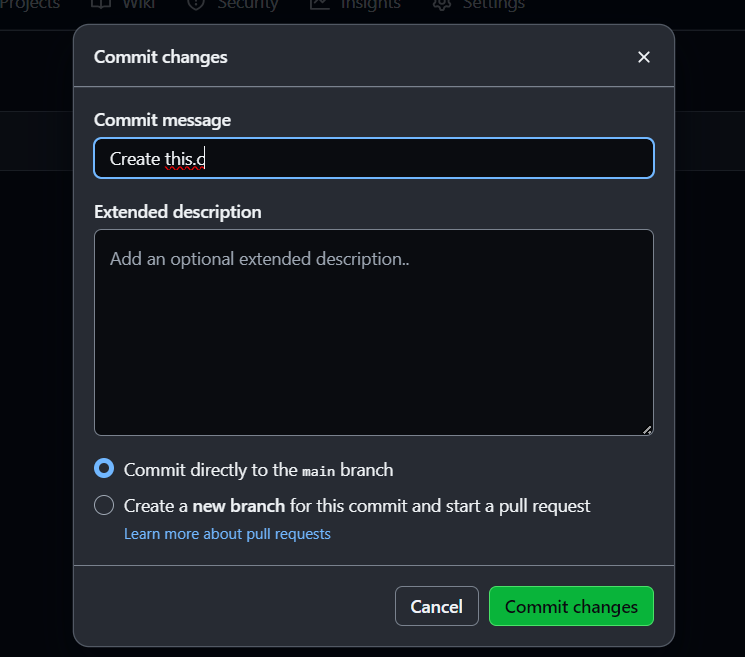 Projects Wiki Security Insights Settings
Commit changes
Commit message
Create this.c
Extended description
Add an optional extended description..
Commit directly to the main branch
Create a new branch for this commit and start a pull request
Learn more about pull requests
Cancel Commit changes